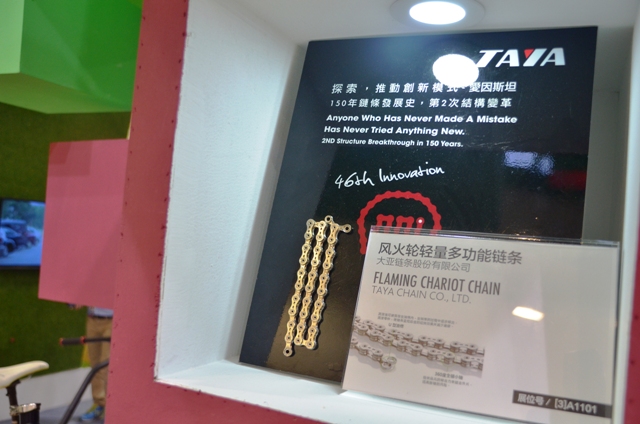 TAYA
探索，推動創新模式 愛因斯坦
150年鏈條發展史，第2次結構變革
Anyone Who Has Never Made A Mistake
Has Never Tried Anything New.
2ND Structure Breakthrough in 150 Years.
46th Innovation
风火轮轻量多功能链条
大亚链条股份有限公司
FLAMING CHARIOT CHAIN
TAYA CHAIN CO., LTD.
展位号 / [3]A1101